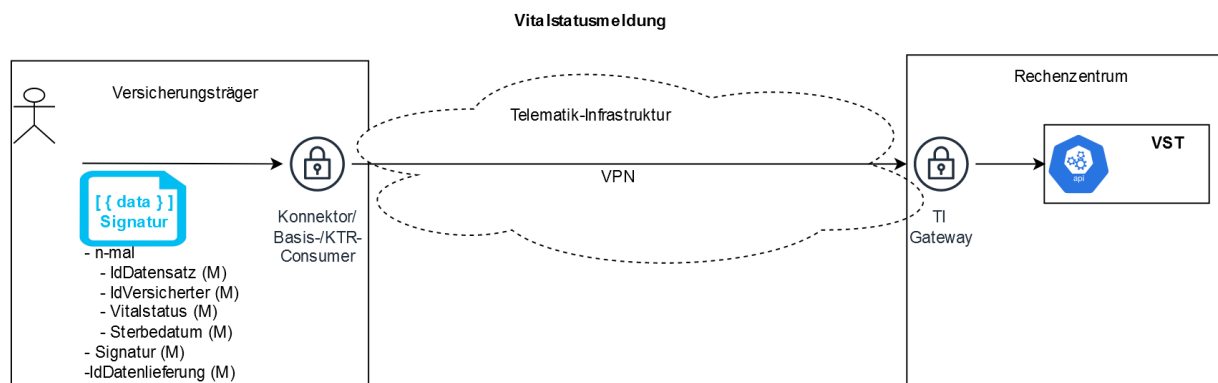 Vitalstatusmeldung
Versicherungsträger
[ { data } ]
Signatur
- n-mal
- IdDatensatz (M)
- IdVersicherter (M)
- Vitalstatus (M)
- Sterbedatum (M)
- Signatur (M)
-IdDatenlieferung (M)
Konnektor/
Basis-/KTR-
Consumer
Telematik-Infrastruktur
VPN
Rechenzentrum
TI
Gateway
api
VST